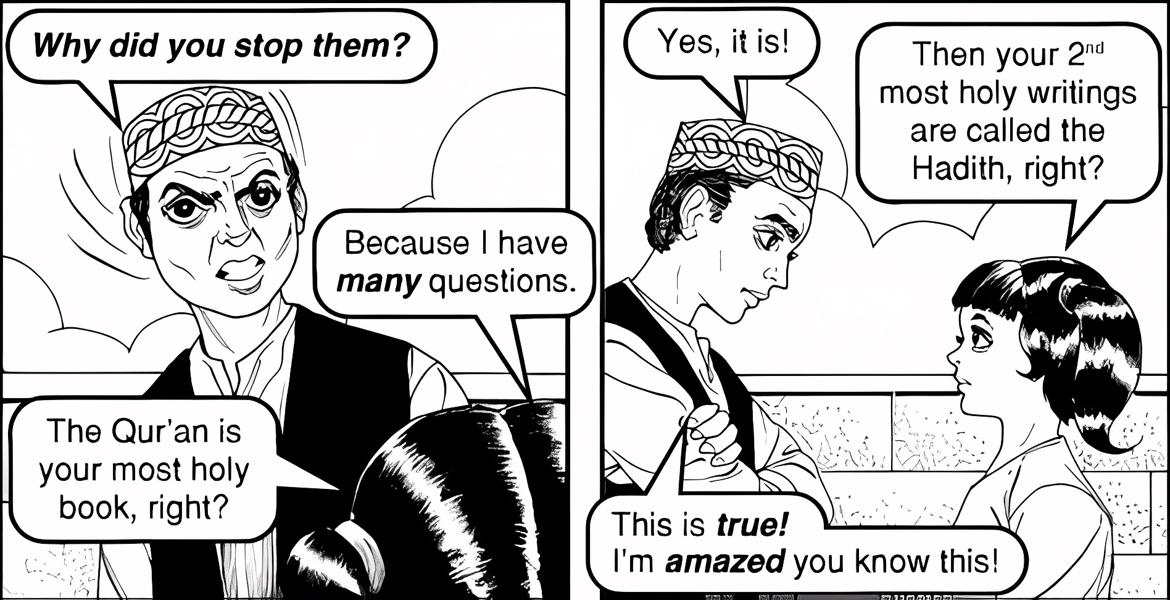 Why did you stop them?
Because I have
many questions.
The Qur'an is
your most holy
book, right?
Yes, it is!
Then your 2nd
most holy writings
are called the
Hadith, right?
This is true!
I'm amazed you know this!